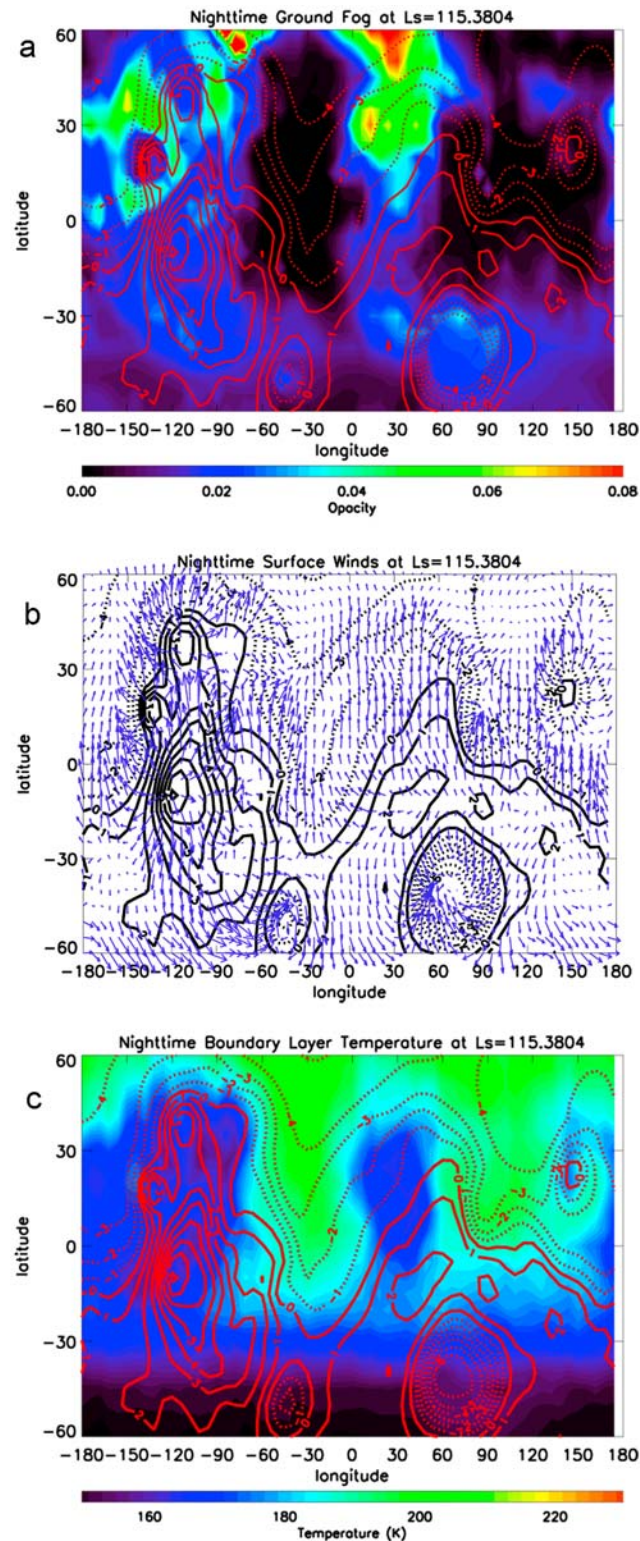 a
Nighttime Ground Fog at Ls=115.3804
latitude
60
30
0
-30
-60
-180 -150 -120 -90 -60 -30 0 30 60 90 120 150 180
longitude
0.00 0.02 0.04 0.06 0.08
Opacity
b
Nighttime Surface Winds at Ls=115.3804
latitude
60
30
0
-30
-60
-180 -150 -120 -90 -60 -30 0 30 60 90 120 150 180
longitude
c
Nighttime Boundary Layer Temperature at Ls=115.3804
latitude
60
30
0
-30
-60
-180 -150 -120 -90 -60 -30 0 30 60 90 120 150 180
longitude
160 180 200 220
Temperature (K)